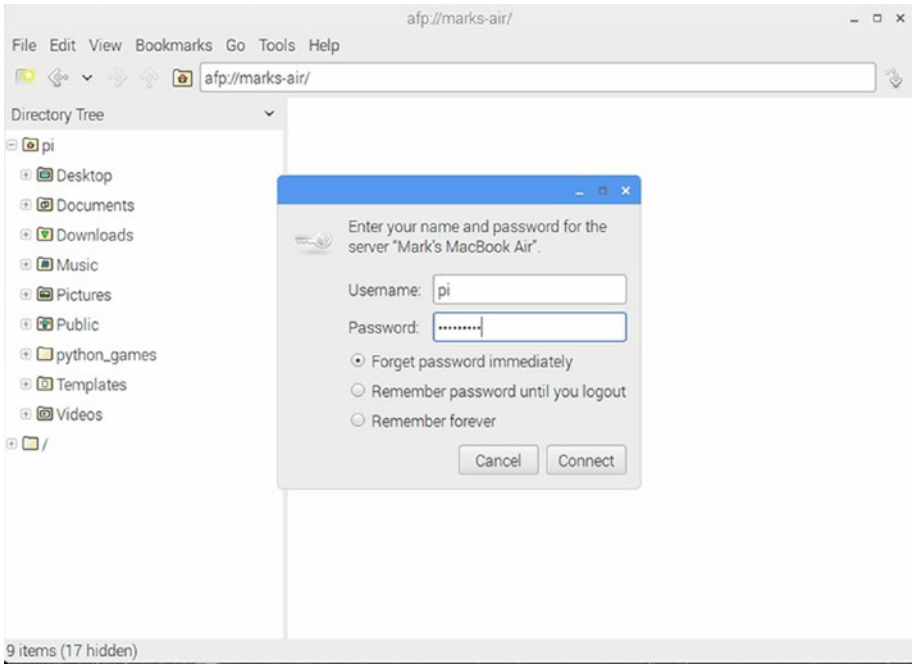 afp://marks-air/
File Edit View Bookmarks Go Tools Help
afp://marks-air/
Directory Tree
pi
Desktop
Documents
Downloads
Music
Pictures
Public
python_games
Templates
Videos
/
Enter your name and password for the
server “Mark's MacBook Air”.
Username: pi
Password: •••••••••
Forget password immediately
Remember password until you logout
Remember forever
Cancel Connect
9 items (17 hidden)